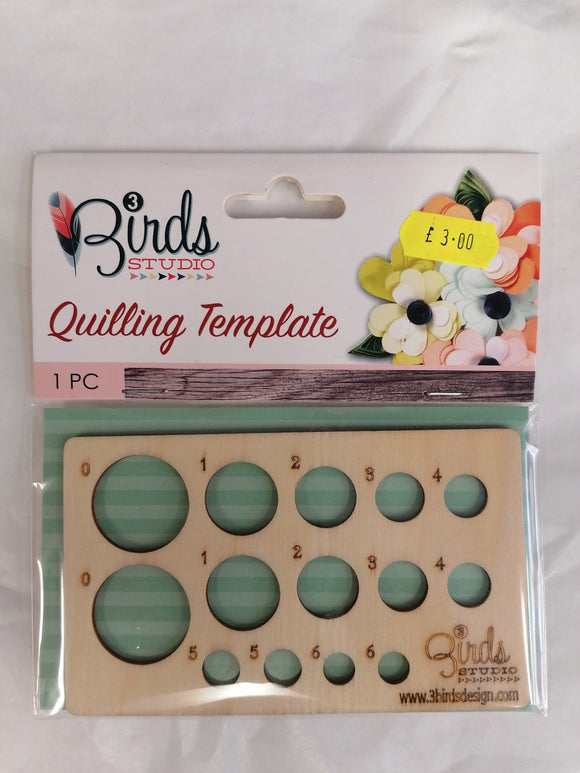 3
Birds
STUDIO
£ 3.00
Quilling Template
1 PC
0 1 2 3 4
0 1 2 3 4
5 5 6 6
3
Birds
STUDIO
www.3birdsdesign.com